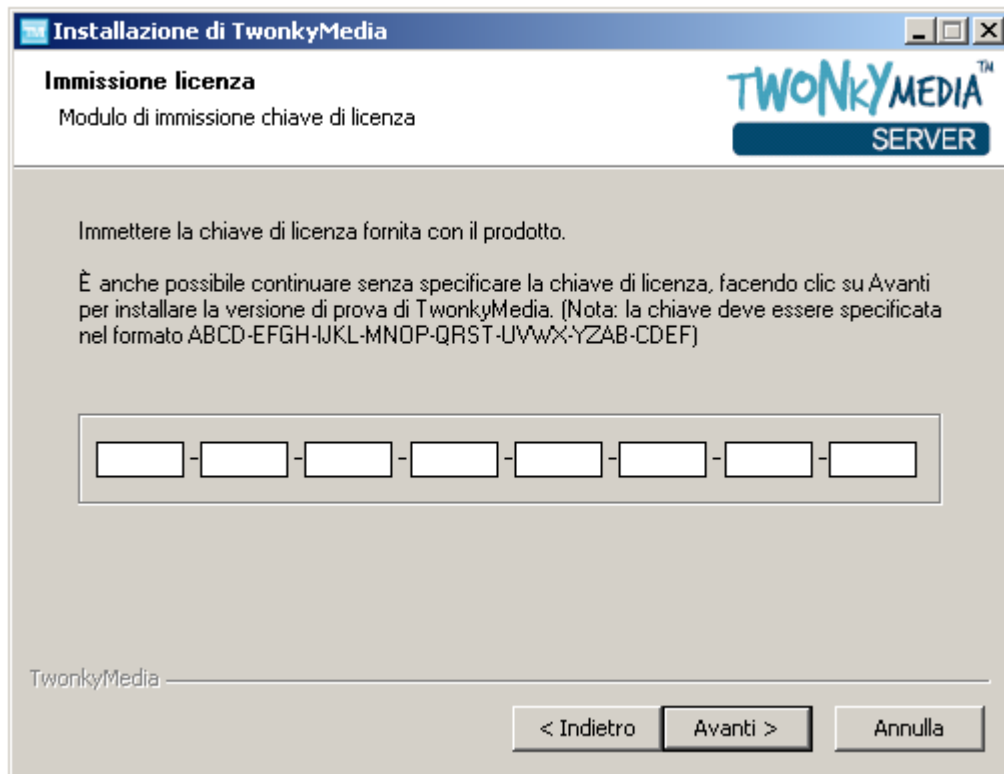 Installazione di TwonkyMedia
Immissione licenza
Modulo di immissione chiave di licenza
TWONKYMEDIA™
SERVER
Immettere la chiave di licenza fornita con il prodotto.
È anche possibile continuare senza specificare la chiave di licenza, facendo clic su Avanti
per installare la versione di prova di TwonkyMedia. (Nota: la chiave deve essere specificata
nel formato ABCD-EFGH-IJKL-MNOP-QRST-UVWX-YZAB-CDEF)
- - - - - - -
TwonkyMedia
< Indietro Avanti > Annulla